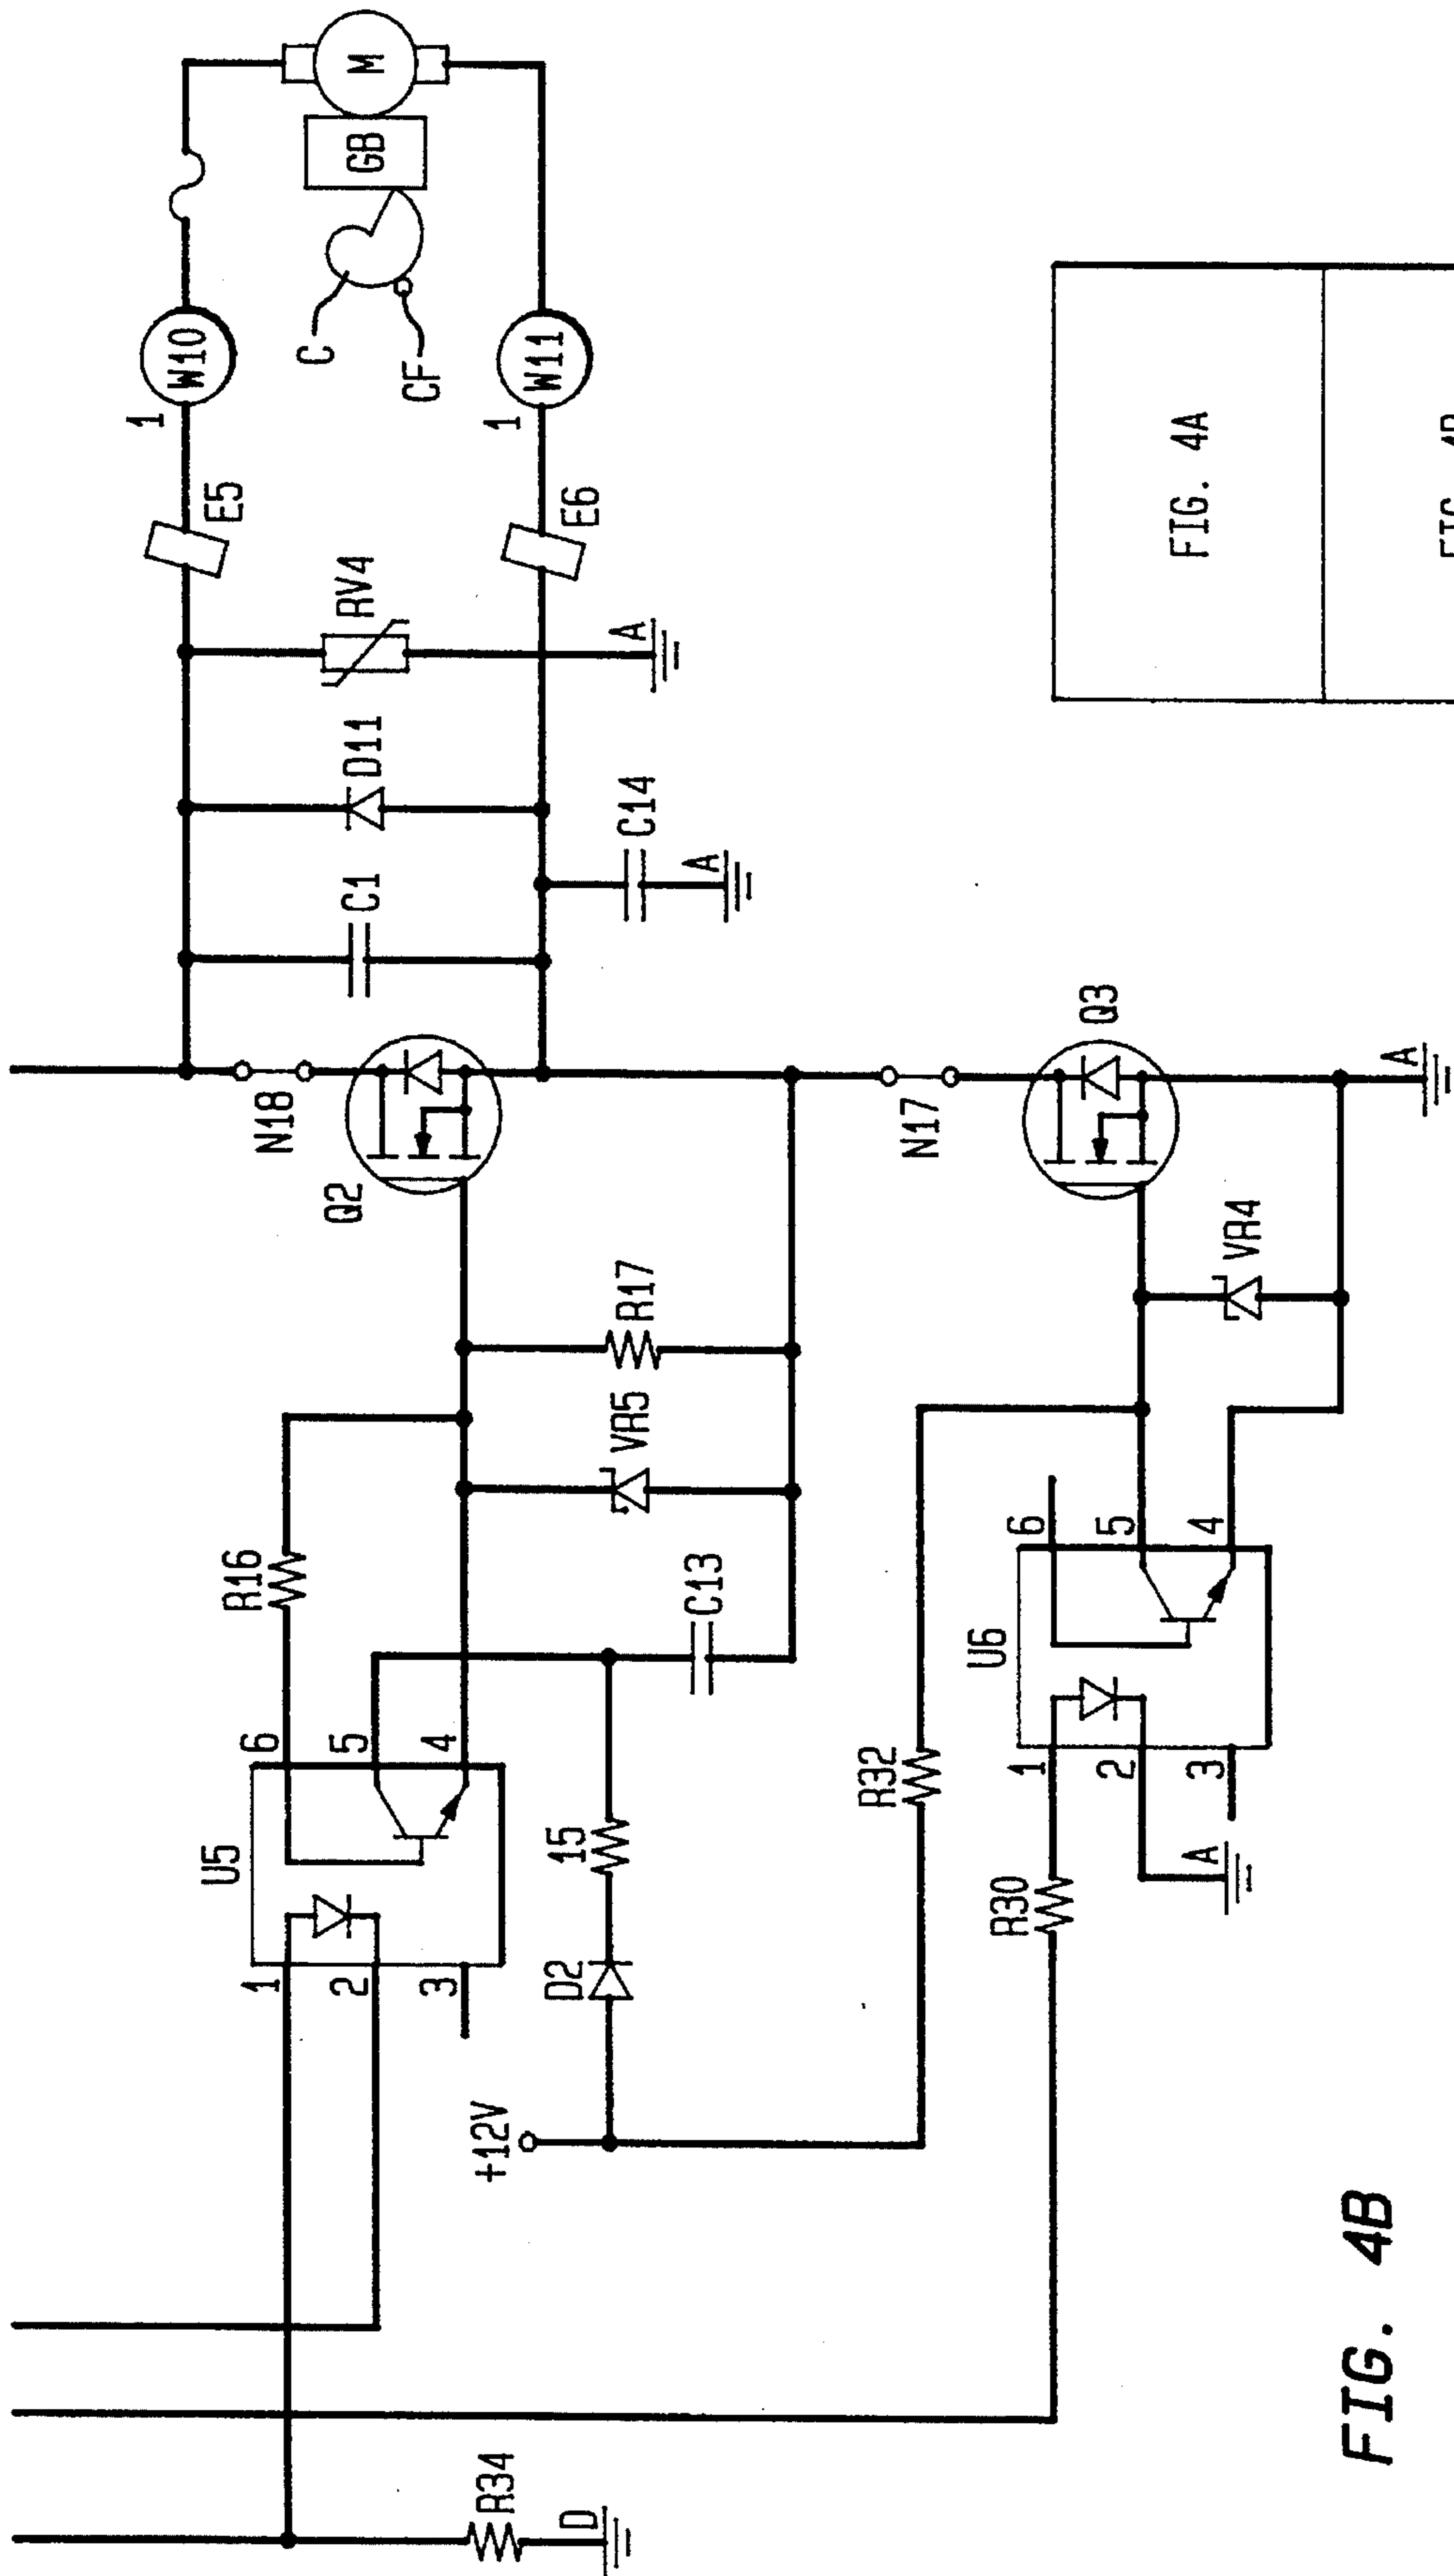 W10
1
E5
M
GB
C
CF
W11
1
E6
RV4
A
D11
C1
C14
A
N18
Q2
N17
Q3
A
R16
R17
VR5
VR4
C13
U5
1
2
3
4
5
6
15
D2
+12V
R32
U6
1
2
3
4
5
6
R30
A
R34
D
FIG. 4A
FIG. 4B